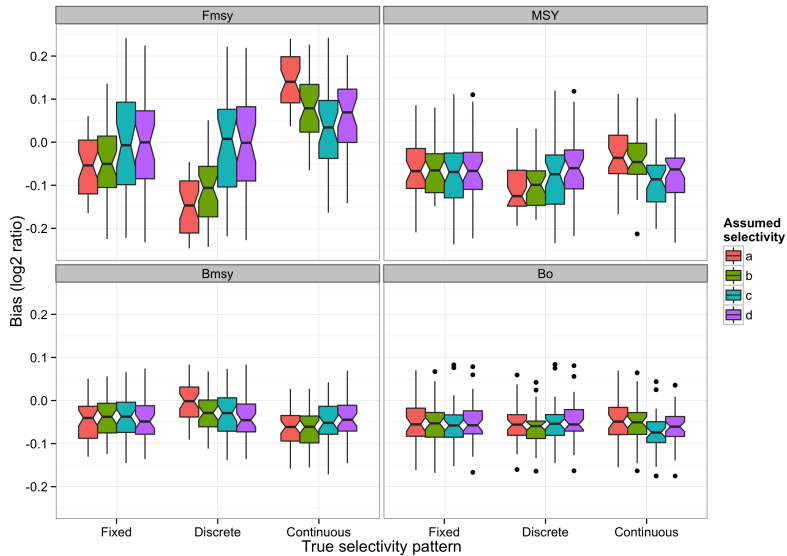 Fmsy
MSY
0.2
0.1
0.0
-0.1
-0.2
Bmsy
Bo
0.2
0.1
0.0
-0.1
-0.2
Bias (log2 ratio)
Fixed
Discrete
Continuous
Fixed
Discrete
Continuous
True selectivity pattern
Assumed
selectivity
a
b
c
d